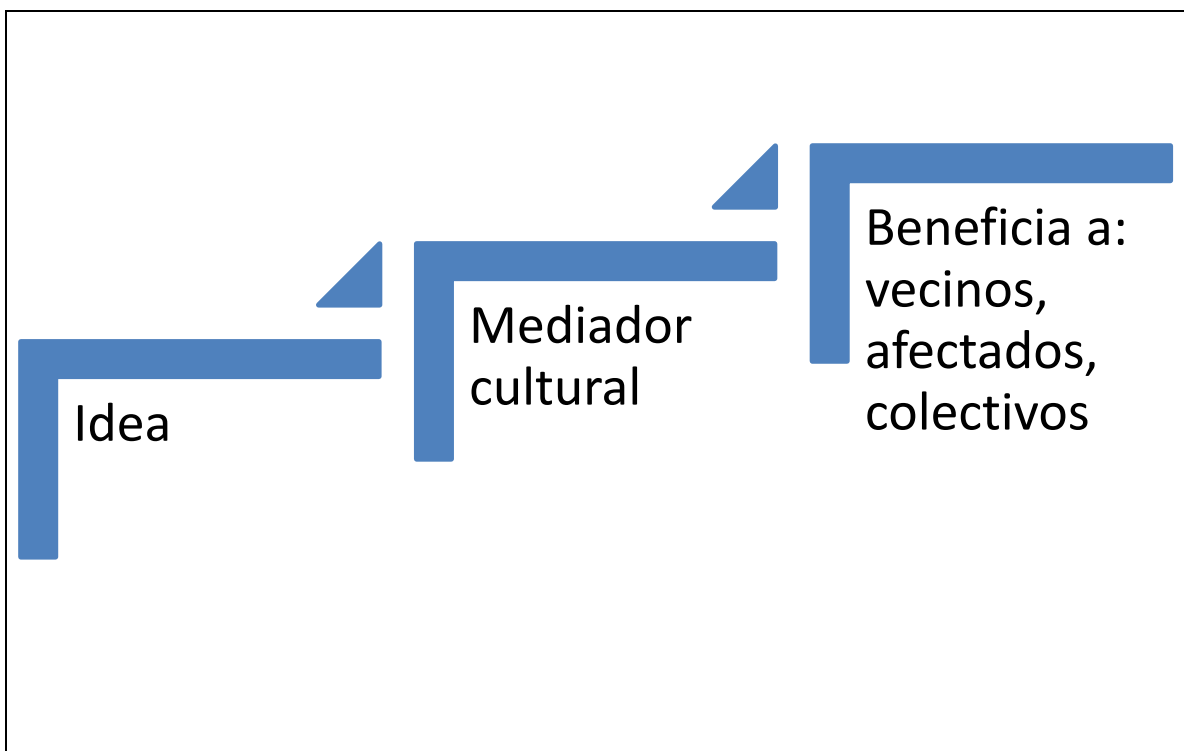 Idea
Mediador
cultural
Beneficia a:
vecinos,
afectados,
colectivos